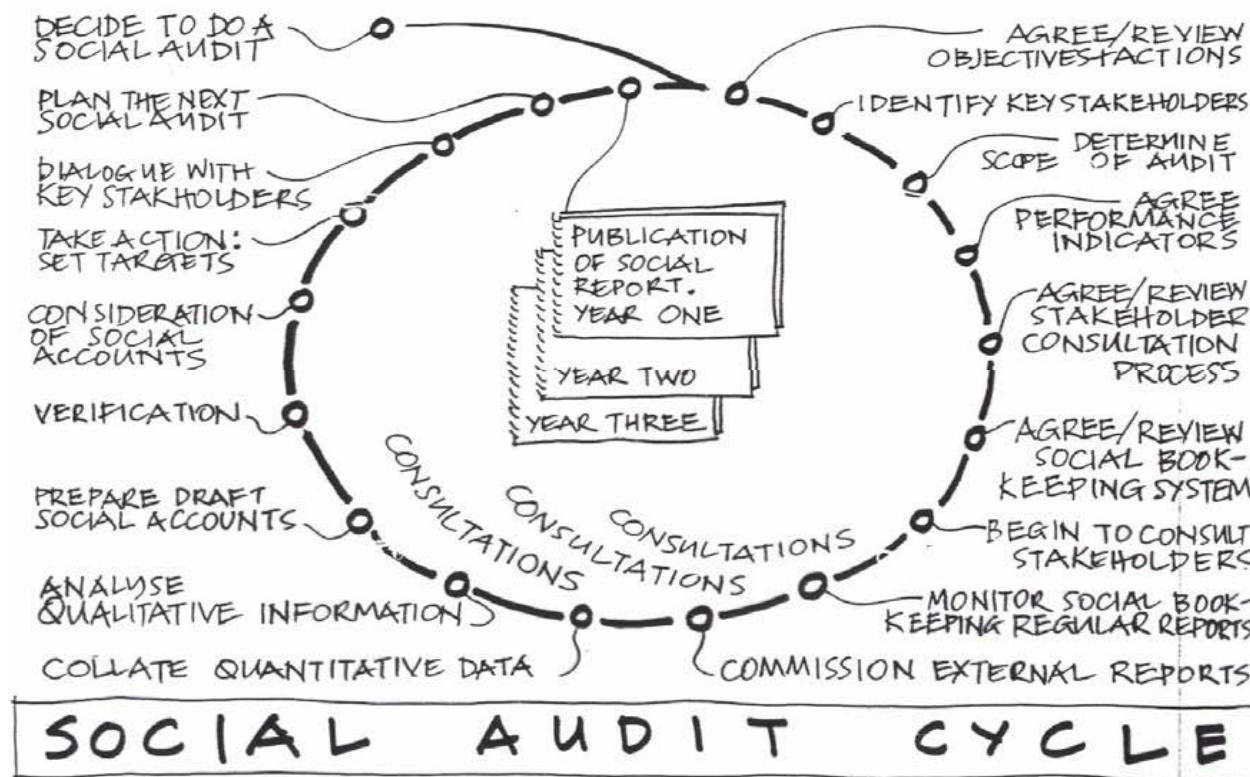 DECIDE TO DO A
SOCIAL AUDIT
AGREE/REVIEW
OBJECTIVES+ACTIONS
IDENTIFY KEY STAKEHOLDERS
DETERMINE
SCOPE OF AUDIT
AGREE
PERFORMANCE
INDICATORS
AGREE/REVIEW
STAKEHOLDER
CONSULTATION
PROCESS
AGREE/REVIEW
SOCIAL BOOK-
KEEPING SYSTEM
BEGIN TO CONSULT
STAKEHOLDERS
MONITOR SOCIAL BOOK-
KEEPING REGULAR REPORTS
COMMISSION EXTERNAL REPORTS
COLLATE QUANTITATIVE DATA
ANALYSE
QUALITATIVE INFORMATION
PREPARE DRAFT
SOCIAL ACCOUNTS
VERIFICATION
CONSIDERATION
OF SOCIAL
ACCOUNTS
TAKE ACTION:
SET TARGETS
DIALOGUE WITH
KEY STAKHOLDERS
PLAN THE NEXT
SOCIAL AUDIT
PUBLICATION
OF SOCIAL
REPORT.
YEAR ONE
YEAR TWO
YEAR THREE
CONSULTATIONS
CONSULTATIONS
CONSULTATIONS
SOCIAL AUDIT CYCLE